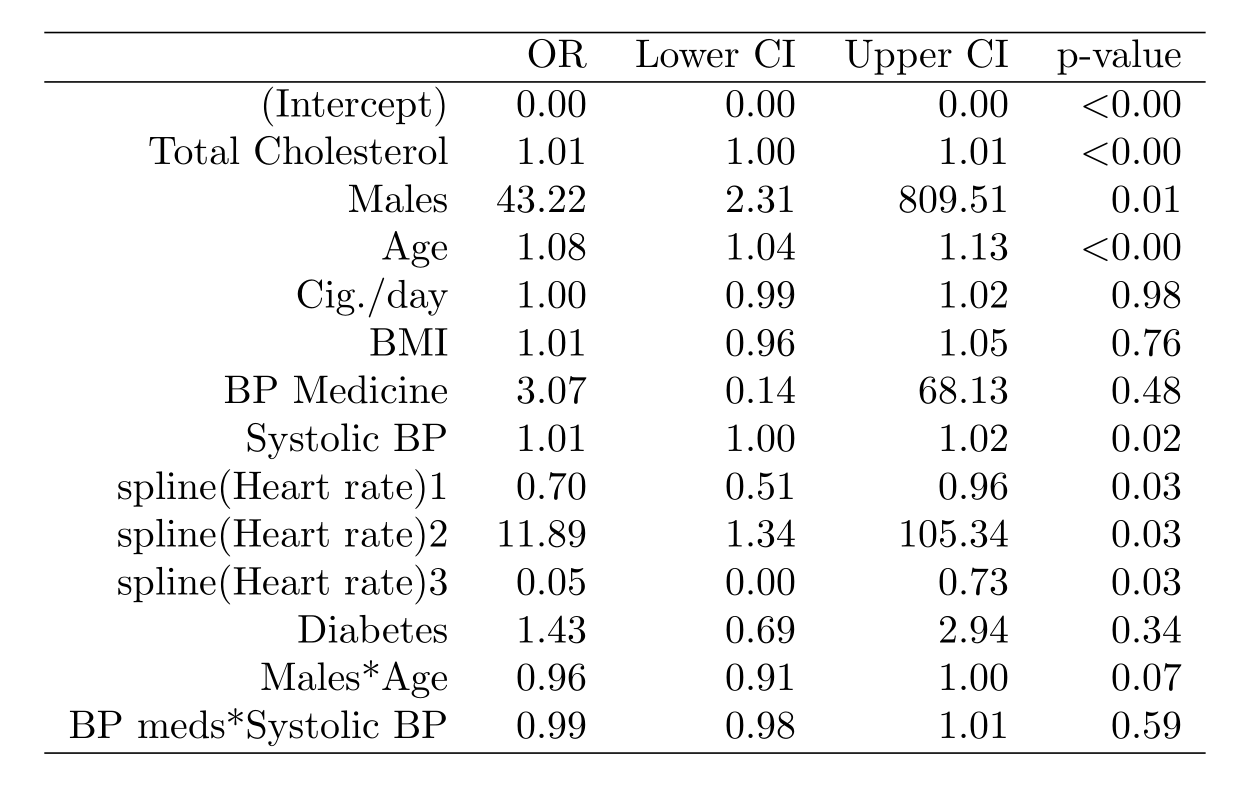 OR Lower CI Upper CI p-value
(Intercept) 0.00 0.00 0.00 <0.00
Total Cholesterol 1.01 1.00 1.01 <0.00
Males 43.22 2.31 809.51 0.01
Age 1.08 1.04 1.13 <0.00
Cig./day 1.00 0.99 1.02 0.98
BMI 1.01 0.96 1.05 0.76
BP Medicine 3.07 0.14 68.13 0.48
Systolic BP 1.01 1.00 1.02 0.02
spline(Heart rate)1 0.70 0.51 0.96 0.03
spline(Heart rate)2 11.89 1.34 105.34 0.03
spline(Heart rate)3 0.05 0.00 0.73 0.03
Diabetes 1.43 0.69 2.94 0.34
Males*Age 0.96 0.91 1.00 0.07
BP meds*Systolic BP 0.99 0.98 1.01 0.59